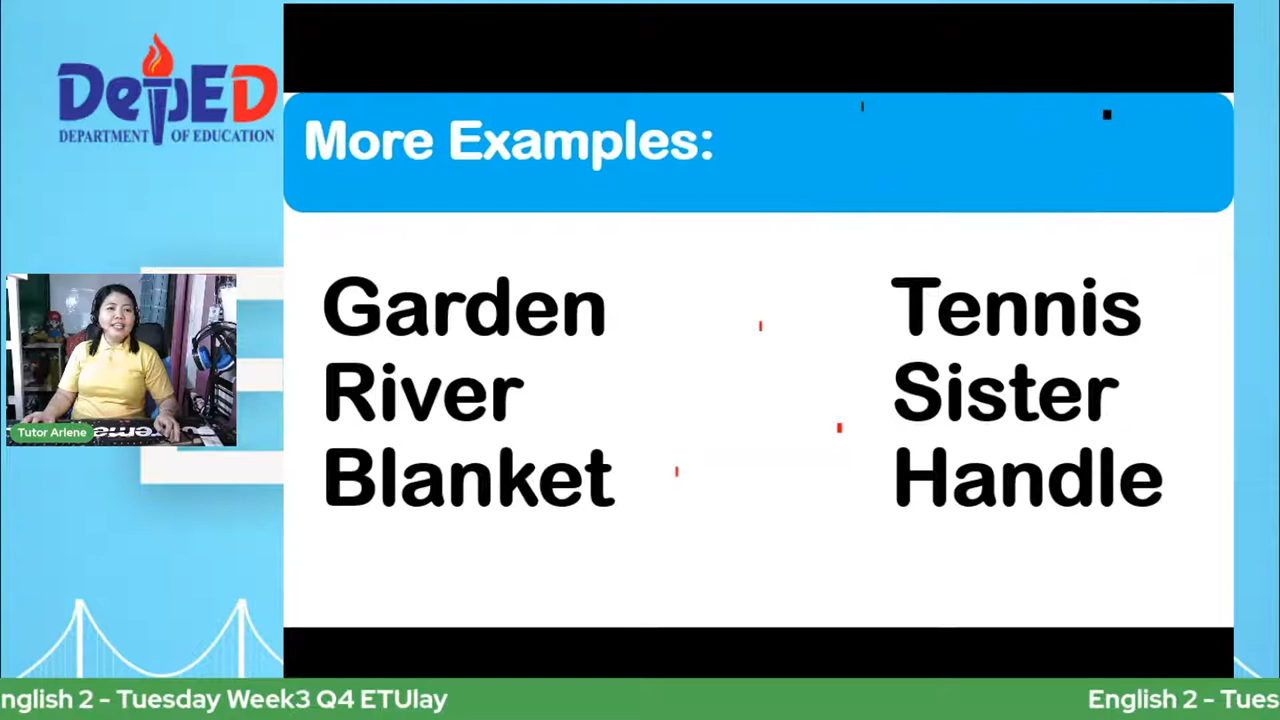 DepED
DEPARTMENT OF EDUCATION
More Examples:
Garden
River
Blanket
Tennis
Sister
Handle
Tutor Arlene
nglish 2 - Tuesday Week3 Q4 ETUlay
English 2 - Tues